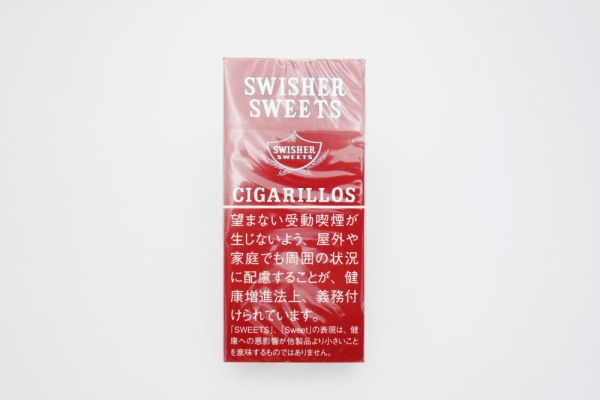 SWISHER
SWEETS
SWISHER
SWEETS
CIGARILLOS
望まない受動喫煙が
生じないよう、屋外や
家庭でも周囲の状況
に配慮することが、健
康増進法上、義務付
けられています。
「SWEETS」、「Sweet」の表現は、健
康への悪影響が他製品より小さいこと
を意味するものではありません。